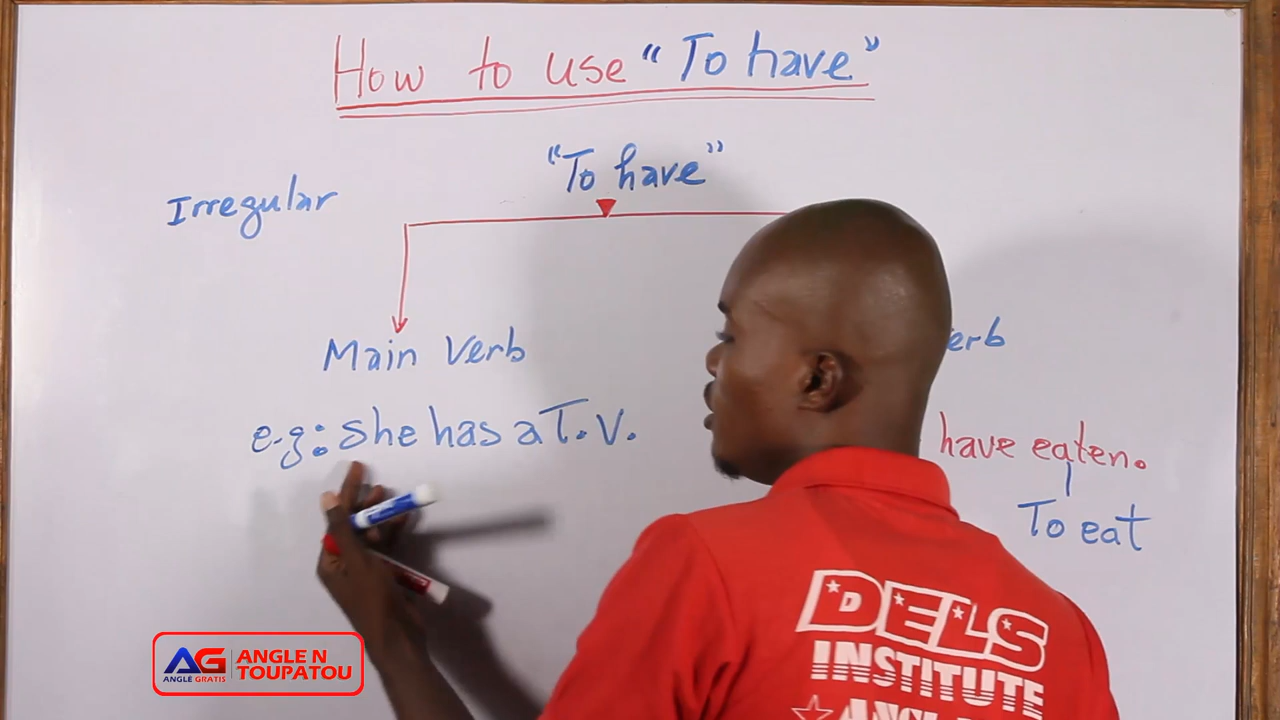 How to use "To have"
"To have"
Irregular
Main verb
erb
e.g: she has a T.V.
have eaten.
To eat
DELS
INSTITUTE
AG
ANGLE GRATIS
ANGLE N
TOUPATOU